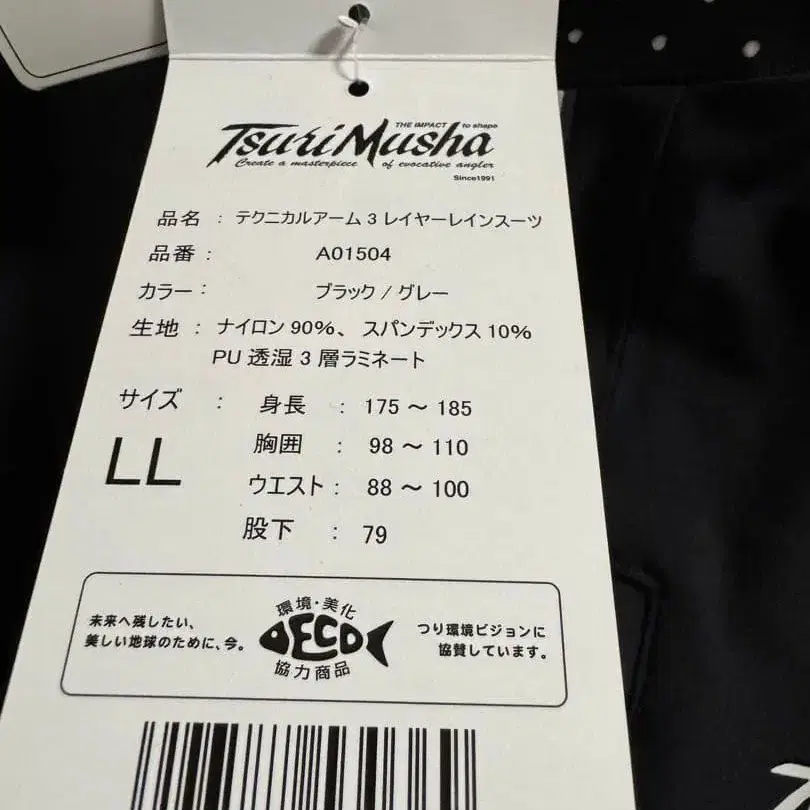 THE IMPACT to shape
TsuriMusha
Create a masterpiece of evocative angler
Since1991
品名 : テクニカルアーム 3 レイヤーレインスーツ
品番 : A01504
カラー : ブラック / グレー
生地 : ナイロン 90%、 スパンデックス 10%
PU 透湿 3 層ラミネート
サイズ : 身長 : 175 ～ 185
LL
胸囲 : 98 ～ 110
ウエスト : 88 ～ 100
股下 : 79
未来へ残したい、
美しい地球のために、今。
環境・美化
ECO
協力商品
つり環境ビジョンに
協賛しています。